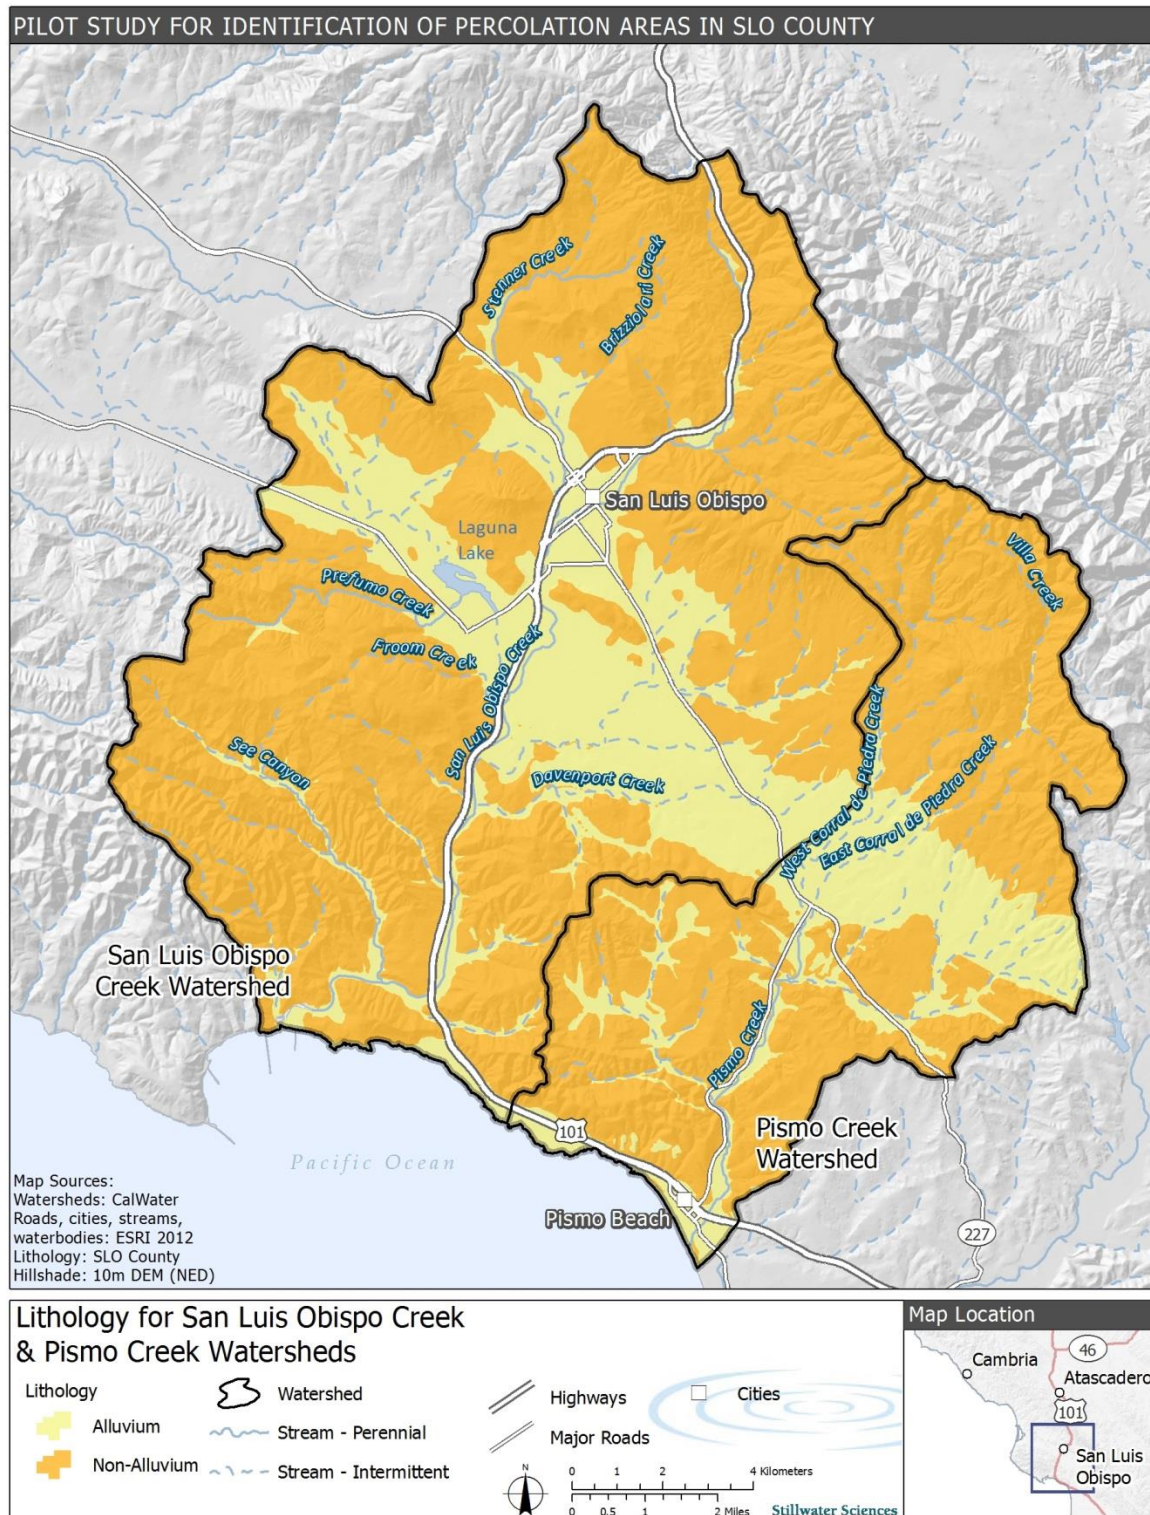 PILOT STUDY FOR IDENTIFICATION OF PERCOLATION AREAS IN SLO COUNTY
Stenner Creek
Brizziolari Creek
San Luis Obispo
Laguna
Lake
Villa Creek
Prefumo Creek
Froom Creek
San Luis Obispo Creek
West Corral de Piedra Creek
See Canyon
Davenport Creek
East Corral de Piedra Creek
San Luis Obispo
Creek Watershed
Pismo Creek
101
Pismo Creek
Watershed
Pacific Ocean
Pismo Beach
227
Map Sources:
Watersheds: CalWater
Roads, cities, streams,
waterbodies: ESRI 2012
Lithology: SLO County
Hillshade: 10m DEM (NED)
Lithology for San Luis Obispo Creek
& Pismo Creek Watersheds
Lithology
Alluvium
Non-Alluvium
Watershed
Stream - Perennial
Stream - Intermittent
Highways
Major Roads
Cities
N
0 1 2 4 Kilometers
0 0.5 1 2 Miles
Stillwater Sciences
Map Location
46
Cambria
Atascadero
101
San Luis
Obispo